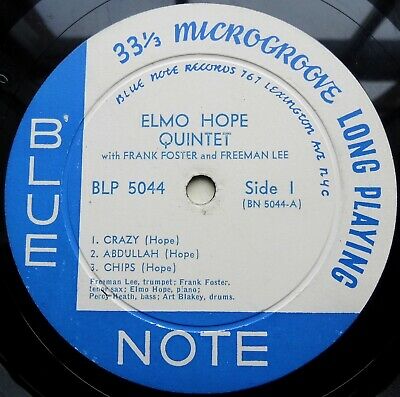 33⅓ MICROGROOVE LONG PLAYING
BLUE NOTE RECORDS 767 LEXINGTON AVE NYC
ELMO HOPE
QUINTET
with FRANK FOSTER and FREEMAN LEE
BLP 5044 Side 1
(BN 5044-A)
1. CRAZY (Hope)
2. ABDULLAH (Hope)
3. CHIPS (Hope)
Freeman Lee, trumpet; Frank Foster,
tenor sax; Elmo Hope, piano;
Percy Heath, bass; Art Blakey, drums.
BLUE
NOTE